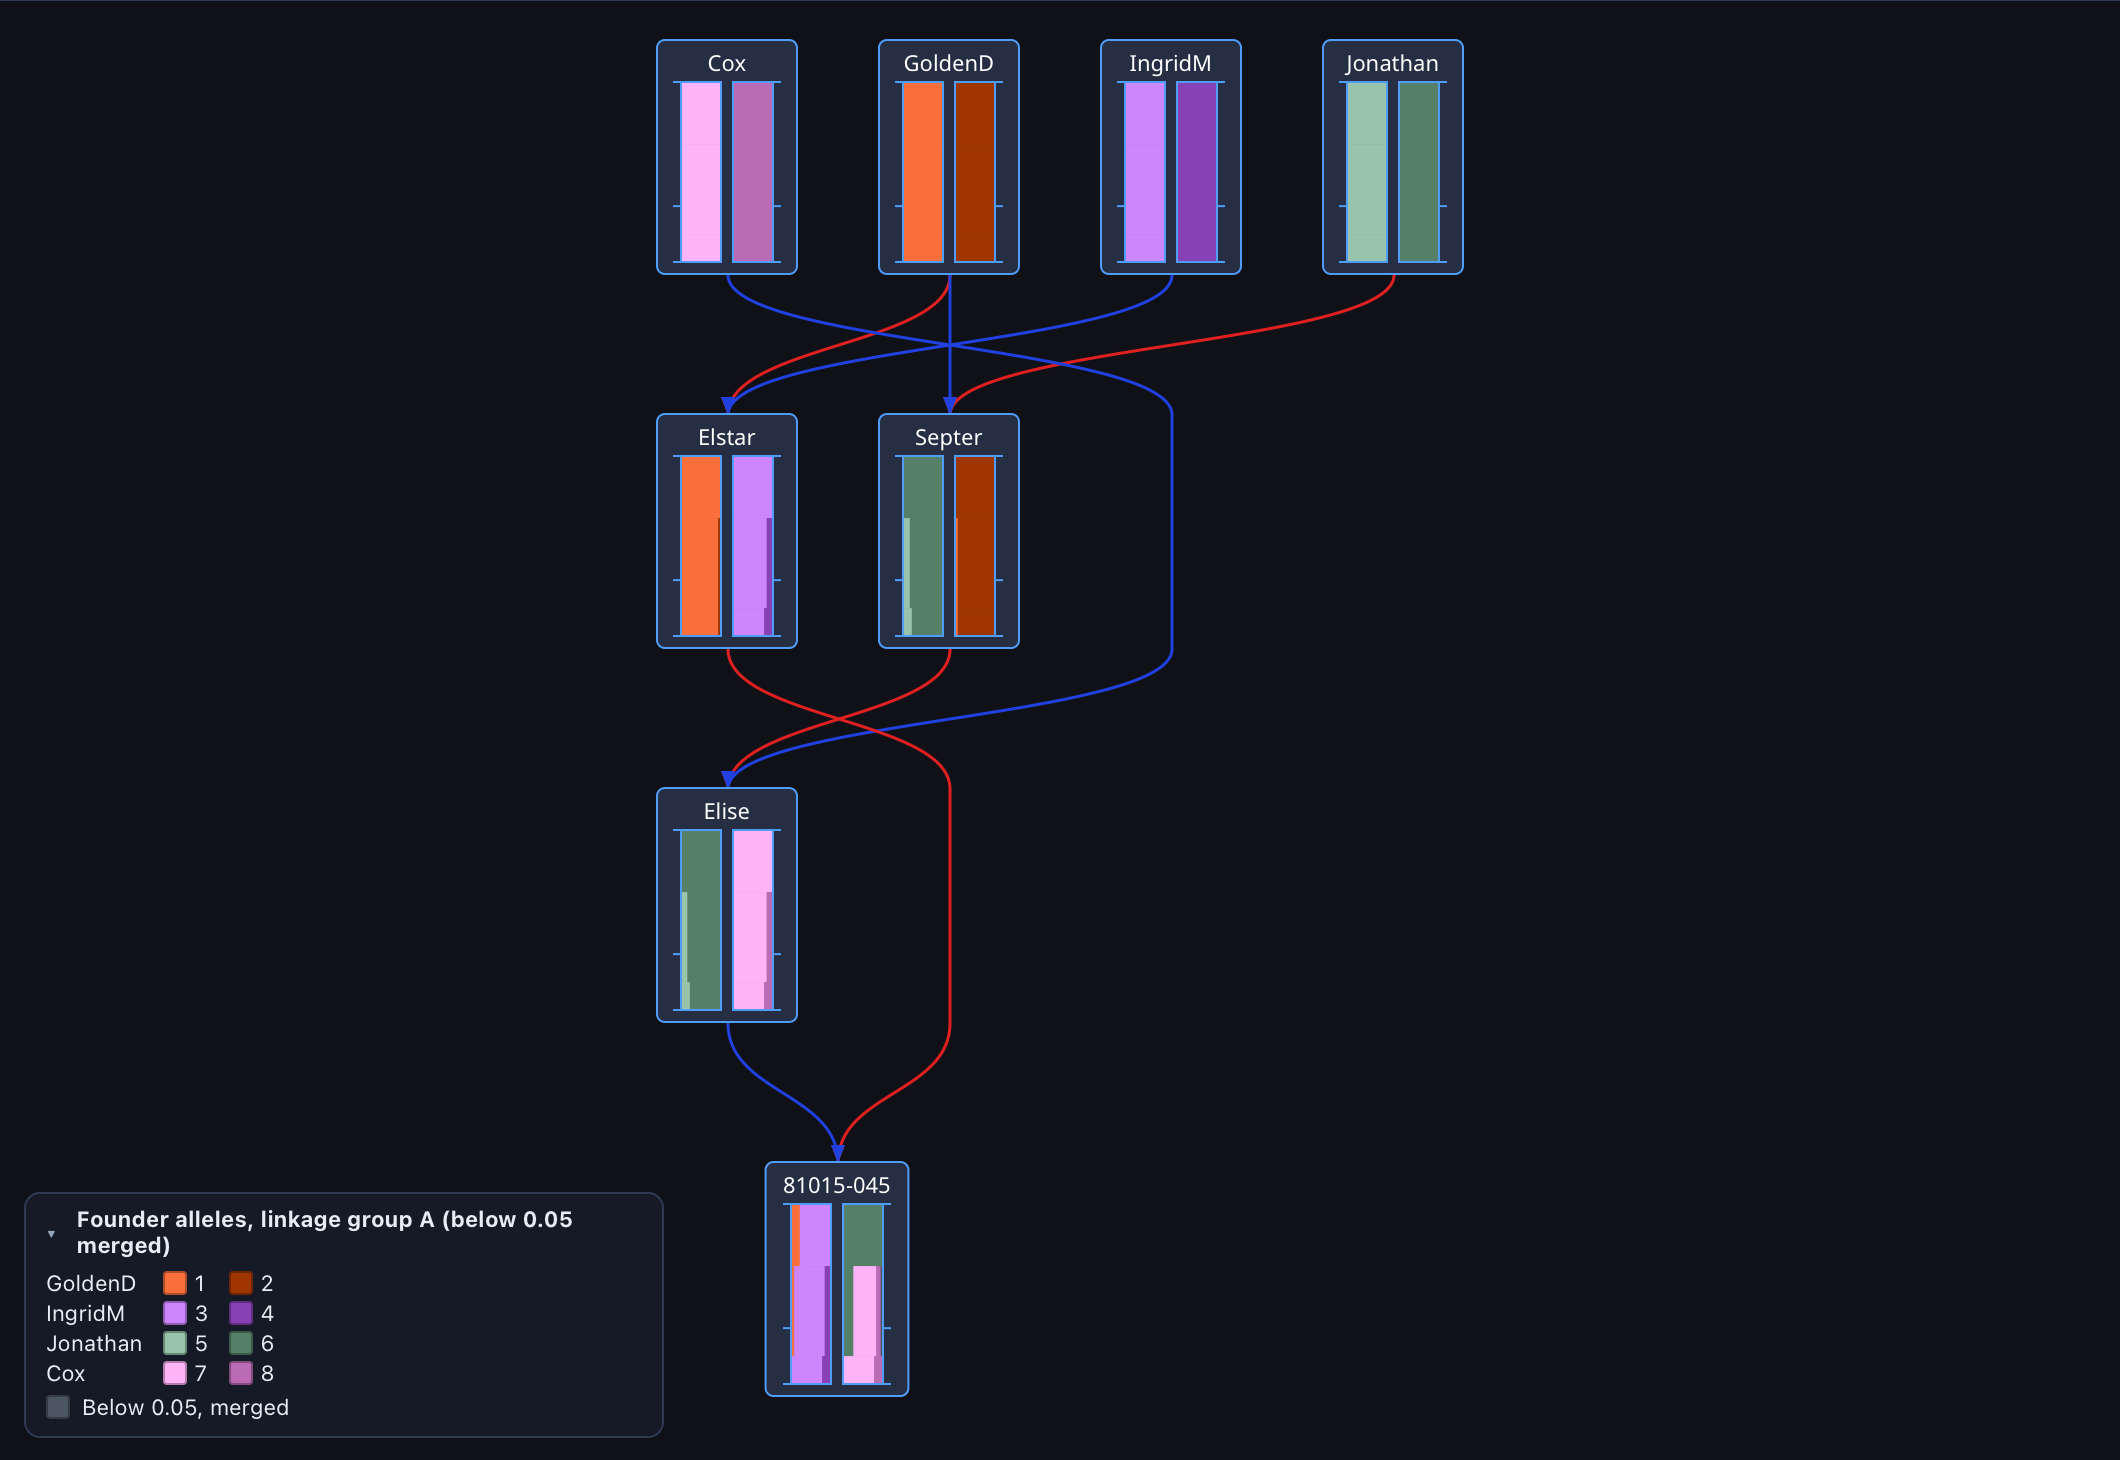 Cox
GoldenD
IngridM
Jonathan
Elstar
Septer
Elise
81015-045
▼ Founder alleles, linkage group A (below 0.05
merged)
GoldenD 1 2
IngridM 3 4
Jonathan 5 6
Cox 7 8
Below 0.05, merged